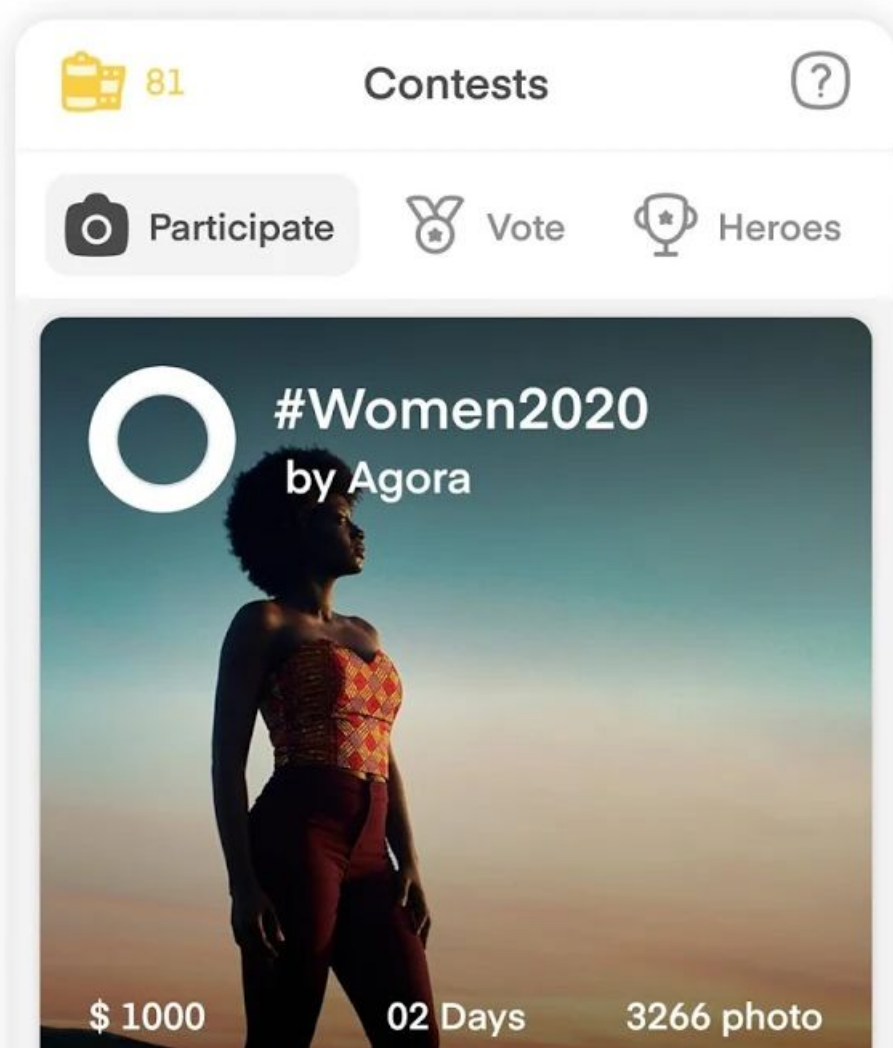 81 Contests ?
Participate Vote Heroes
#Women2020
by Agora
$ 1000 02 Days 3266 photo